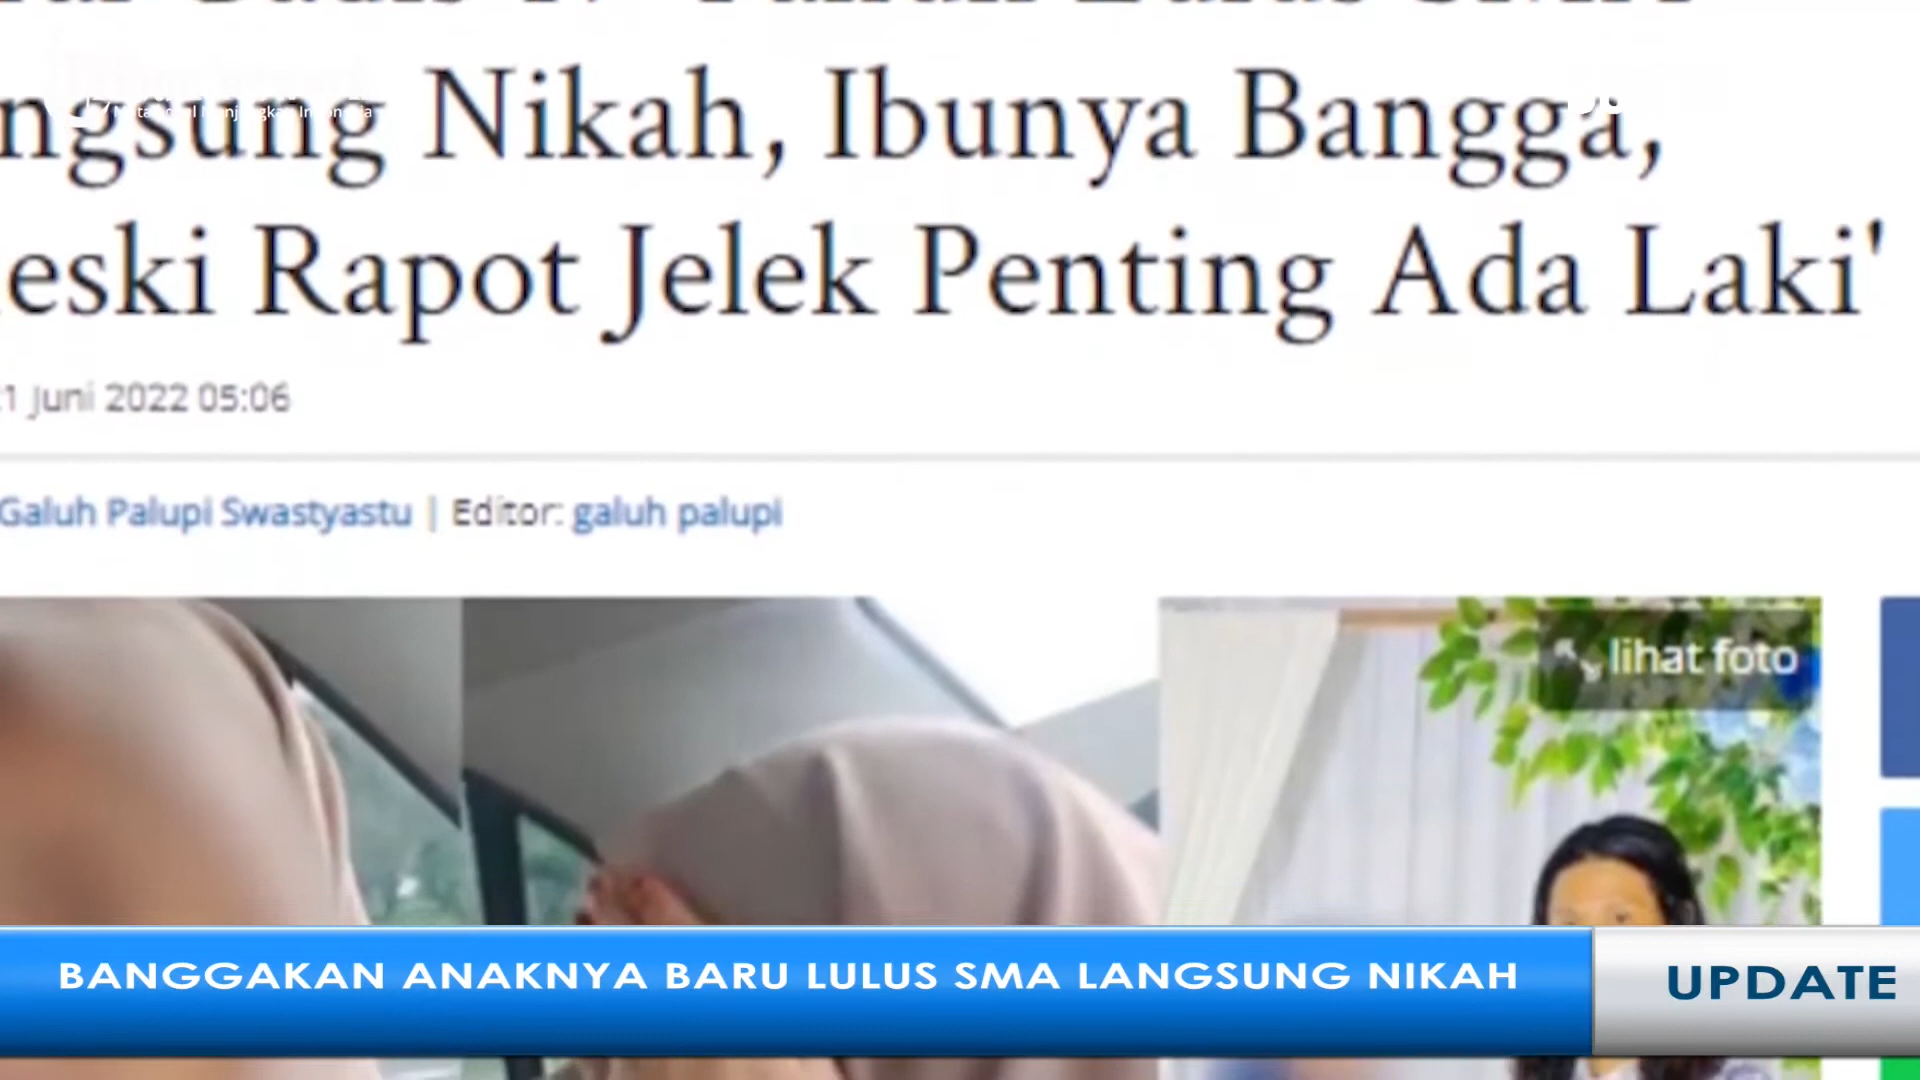 ngsung Nikah, Ibunya Bangga,
eski Rapot Jelek Penting Ada Laki'
1 Juni 2022 05:06
Galuh Palupi Swastyastu | Editor: galuh palupi
lihat foto
BANGGAKAN ANAKNYA BARU LULUS SMA LANGSUNG NIKAH
UPDATE